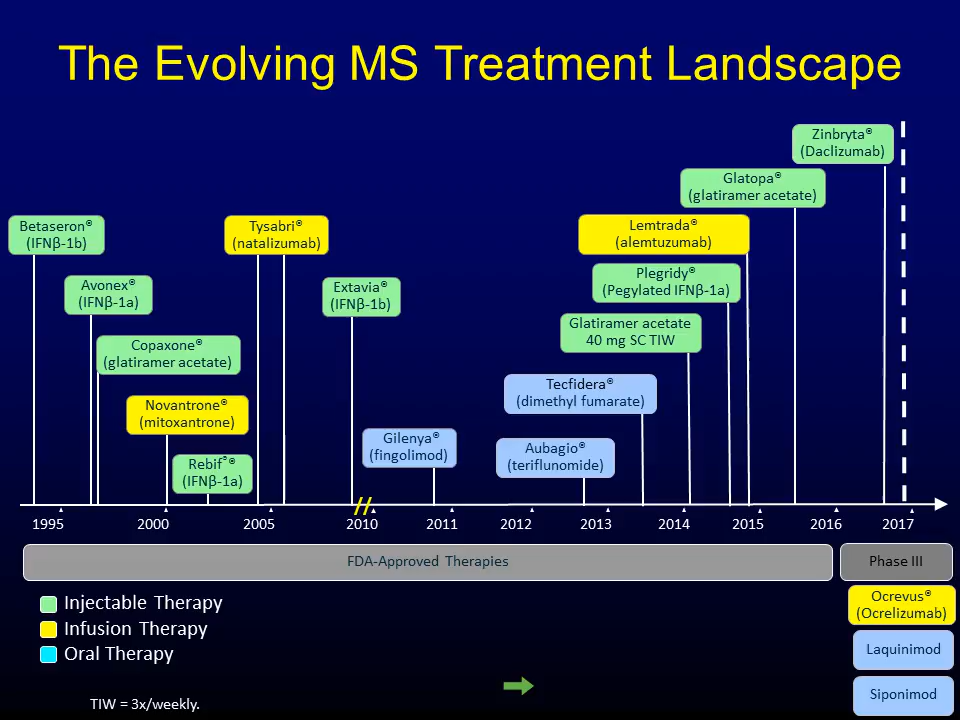 The Evolving MS Treatment Landscape
Zinbryta®
(Daclizumab)
Glatopa®
(glatiramer acetate)
Betaseron®
(IFNβ-1b)
Tysabri®
(natalizumab)
Lemtrada®
(alemtuzumab)
Avonex®
(IFNβ-1a)
Extavia®
(IFNβ-1b)
Plegridy®
(Pegylated IFNβ-1a)
Copaxone®
(glatiramer acetate)
Glatiramer acetate
40 mg SC TIW
Novantrone®
(mitoxantrone)
Tecfidera®
(dimethyl fumarate)
Rebif®®
(IFNβ-1a)
Gilenya®
(fingolimod)
Aubagio®
(teriflunomide)
1995 2000 2005 2010 2011 2012 2013 2014 2015 2016 2017
FDA-Approved Therapies
Phase III
Injectable Therapy
Infusion Therapy
Oral Therapy
Ocrevus®
(Ocrelizumab)
Laquinimod
Siponimod
TIW = 3x/weekly.